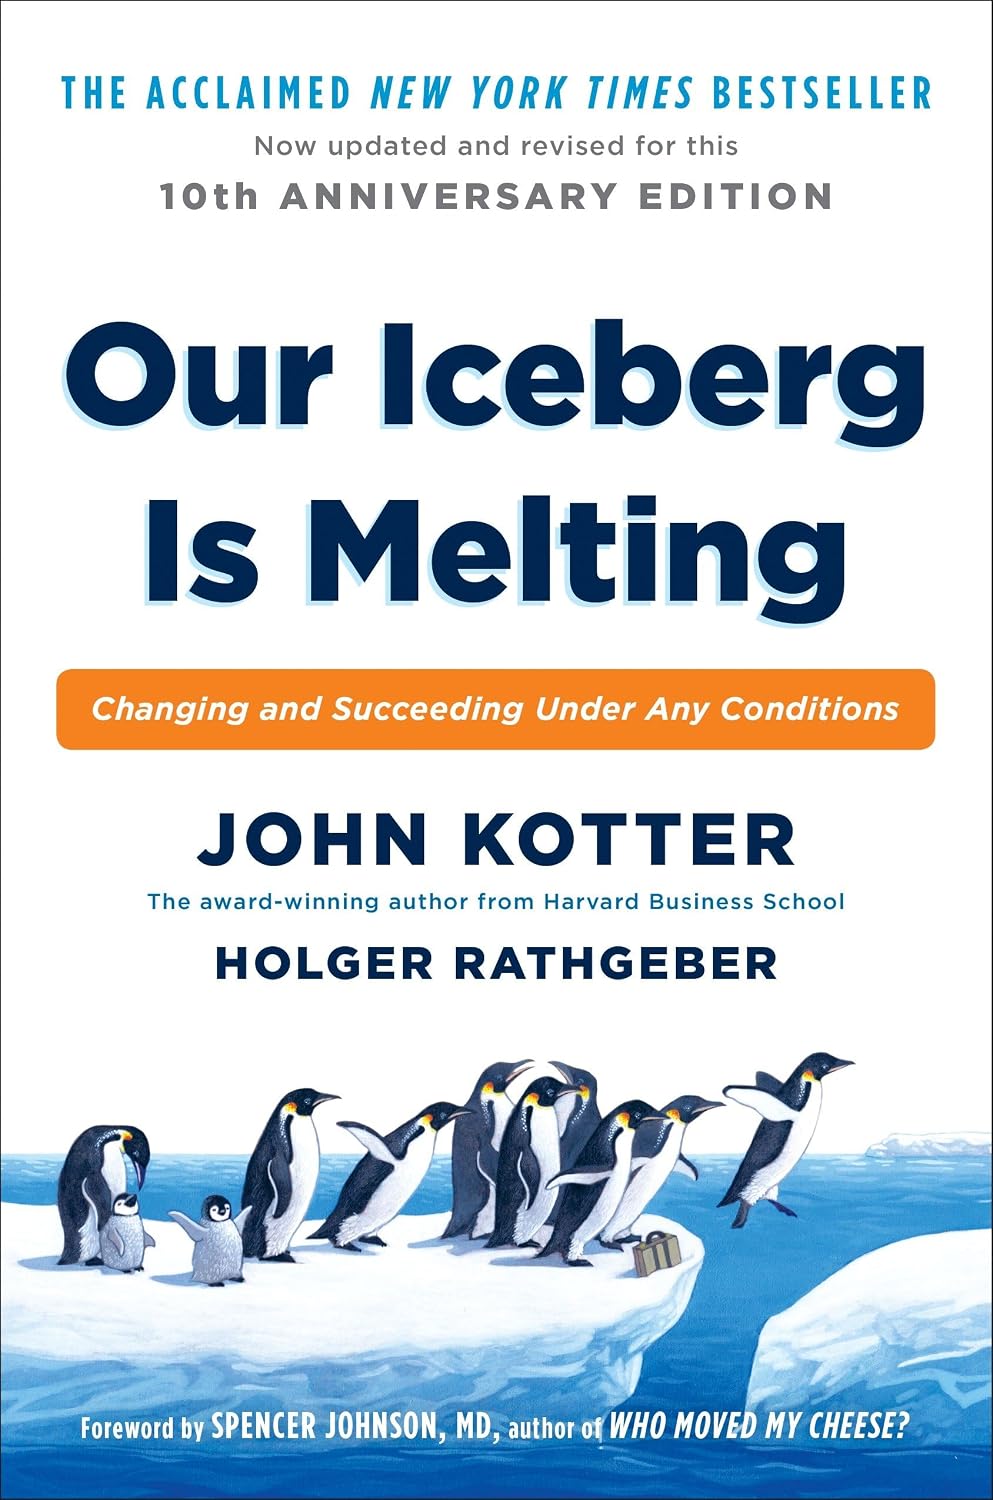 THE ACCLAIMED NEW YORK TIMES BESTSELLER
Now updated and revised for this
10th ANNIVERSARY EDITION
Our Iceberg
Is Melting
Changing and Succeeding Under Any Conditions
JOHN KOTTER
The award-winning author from Harvard Business School
HOLGER RATHGEBER
Foreword by SPENCER JOHNSON, MD, author of WHO MOVED MY CHEESE?